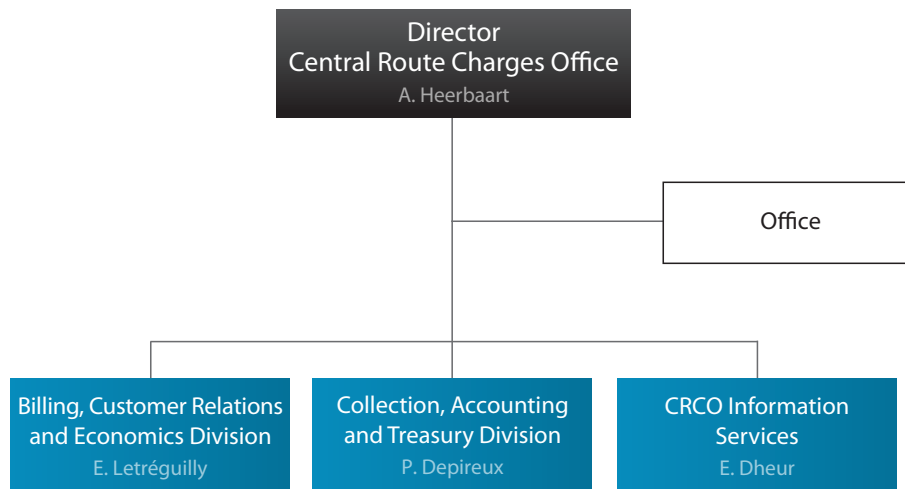 Director
Central Route Charges Office
A. Heerbaart
Office
Billing, Customer Relations
and Economics Division
E. Letréguilly
Collection, Accounting
and Treasury Division
P. Depireux
CRCO Information
Services
E. Dheur